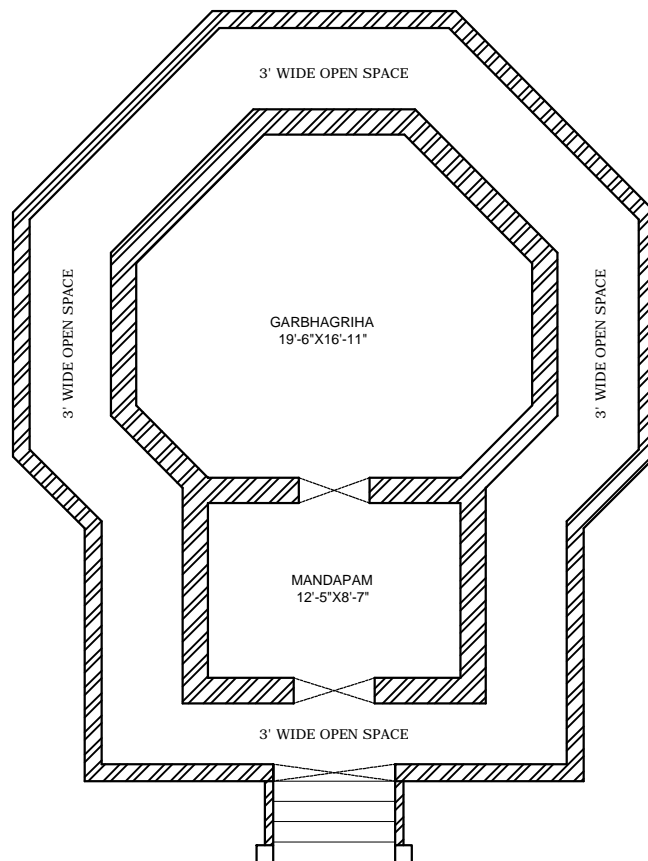 3' WIDE OPEN SPACE
3' WIDE OPEN SPACE
GARBHAGRIHA
19'-6"X16'-11"
3' WIDE OPEN SPACE
MANDAPAM
12'-5"X8'-7"
3' WIDE OPEN SPACE